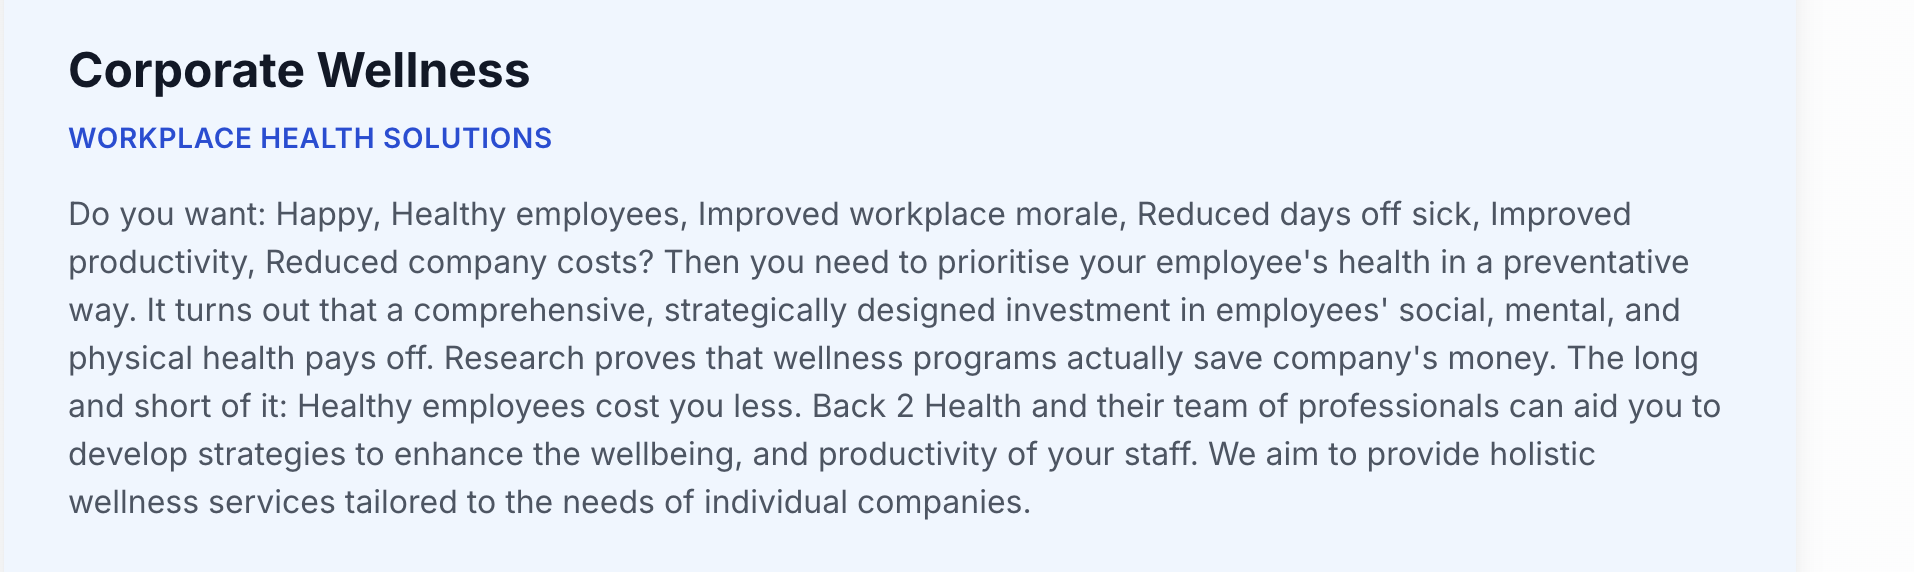 Corporate Wellness
WORKPLACE HEALTH SOLUTIONS
Do you want: Happy, Healthy employees, Improved workplace morale, Reduced days off sick, Improved
productivity, Reduced company costs? Then you need to prioritise your employee's health in a preventative
way. It turns out that a comprehensive, strategically designed investment in employees' social, mental, and
physical health pays off. Research proves that wellness programs actually save company's money. The long
and short of it: Healthy employees cost you less. Back 2 Health and their team of professionals can aid you to
develop strategies to enhance the wellbeing, and productivity of your staff. We aim to provide holistic
wellness services tailored to the needs of individual companies.